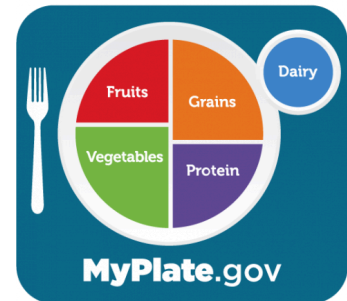 Dairy
Fruits
Grains
Vegetables
Protein
MyPlate.gov